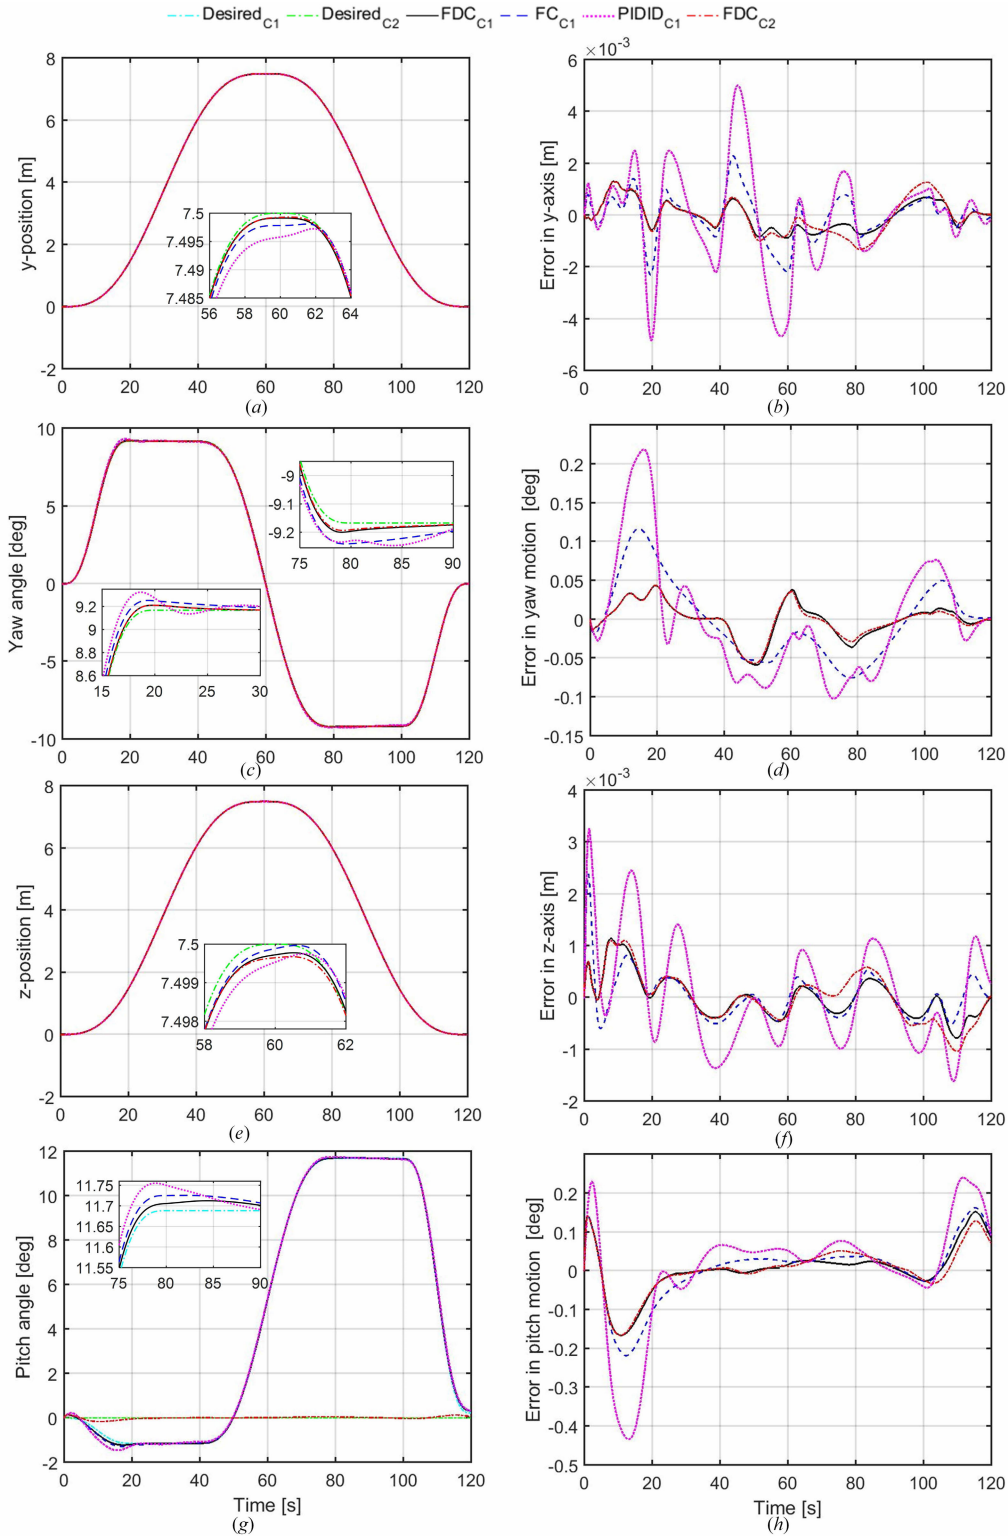 Desired_C1 Desired_C2 FDC_C1 FC_C1 PIDID_C1 FDC_C2
8
6
4
2
0
-2
y-position [m]
7.5
7.495
7.49
7.485
56 58 60 62 64
0 20 40 60 80 100 120
(a)
×10^-3
6
4
2
0
-2
-4
-6
Error in y-axis [m]
0 20 40 60 80 100 120
(b)
10
5
0
-5
-10
Yaw angle [deg]
-9
-9.1
-9.2
75 80 85 90
9.2
9
8.8
8.6
15 20 25 30
0 20 40 60 80 100 120
(c)
0.2
0.15
0.1
0.05
0
-0.05
-0.1
-0.15
Error in yaw motion [deg]
0 20 40 60 80 100 120
(d)
8
6
4
2
0
-2
z-position [m]
7.5
7.499
7.498
58 60 62
0 20 40 60 80 100 120
(e)
×10^-3
4
3
2
1
0
-1
-2
Error in z-axis [m]
0 20 40 60 80 100 120
(f)
12
10
8
6
4
2
0
-2
Pitch angle [deg]
11.75
11.7
11.65
11.6
11.55
75 80 85 90
0 20 40 60 80 100 120
Time [s]
(g)
0.2
0.1
0
-0.1
-0.2
-0.3
-0.4
-0.5
Error in pitch motion [deg]
0 20 40 60 80 100 120
Time [s]
(h)